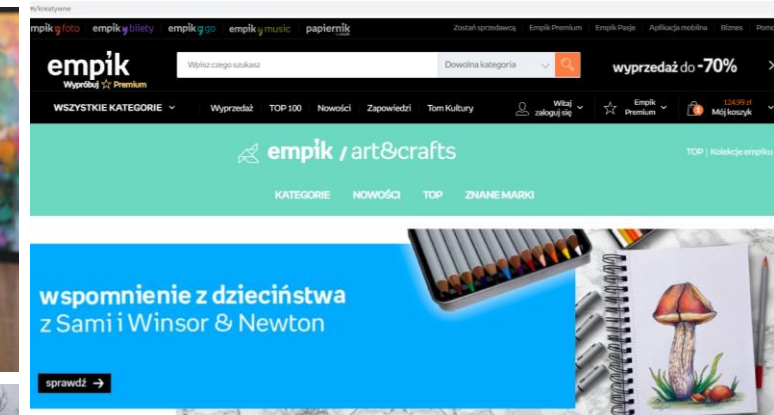 m/kreatywne
mpik foto empik bilety empik go empik music papiernik Zostań sprzedawcą Empik Premium Empik Pasje Aplikacja mobilna Biznes Pomo
empik Wpisz czego szukasz Dowolna kategoria wyprzedaż do -70%
Wypróbuj Premium
WSZYSTKIE KATEGORIE Wyprzedaż TOP 100 Nowości Zapowiedzi Tom Kultury Witaj zaloguj się Empik Premium 1 124,99 zł Mój koszyk
empik / art&crafts TOP | Kolekcje empiku
KATEGORIE NOWOŚCI TOP ZNANE MARKI
wspomnienie z dzieciństwa
z Sami i Winsor & Newton
sprawdź →